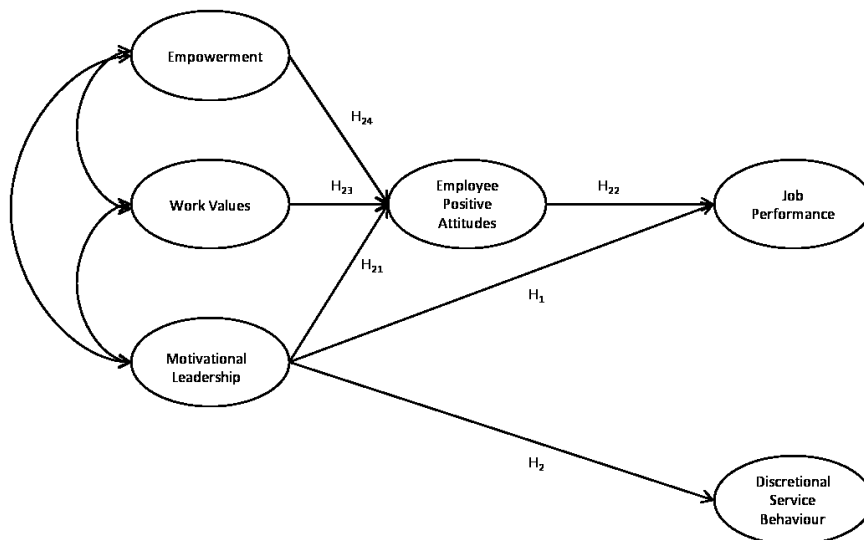 Empowerment
H24
Work Values
H23
Employee
Positive
Attitudes
H22
Job
Performance
H21
H1
Motivational
Leadership
H2
Discretional
Service
Behaviour